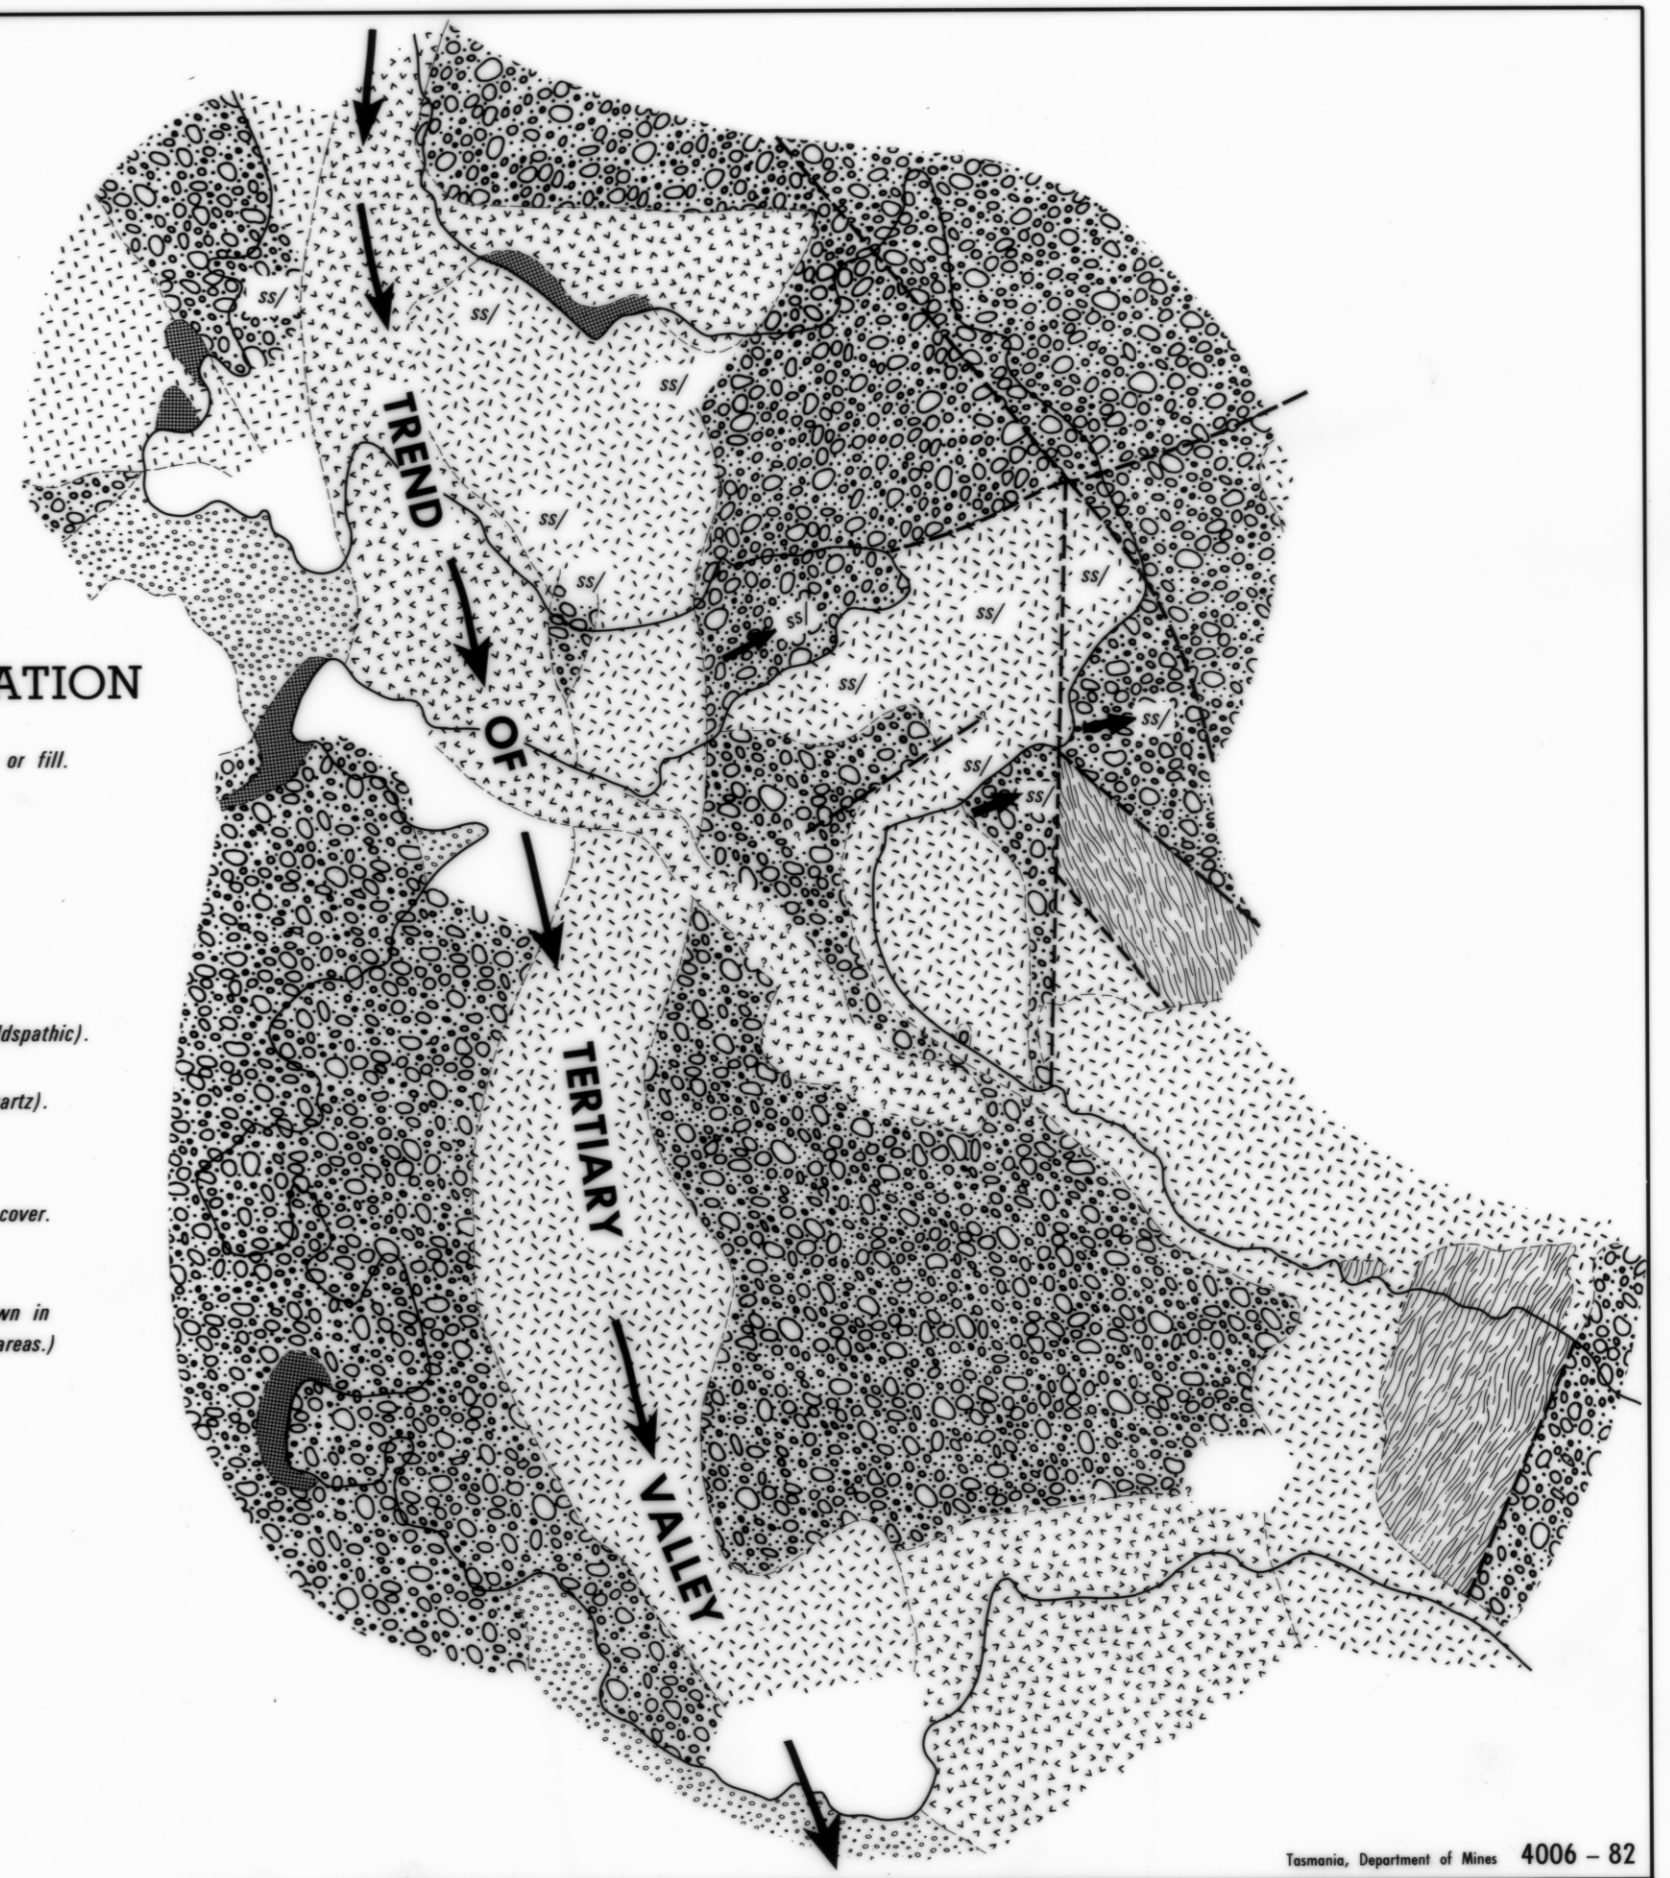 ATION
or fill.
ldspathic).
artz).
cover.
wn in
areas.)
TREND
OF
TERTIARY
VALLEY
ss/
ss/
ss/
ss/
ss/
ss/
ss/
ss/
ss/
ss/
ss/
ss/
Tasmania, Department of Mines 4006 – 82